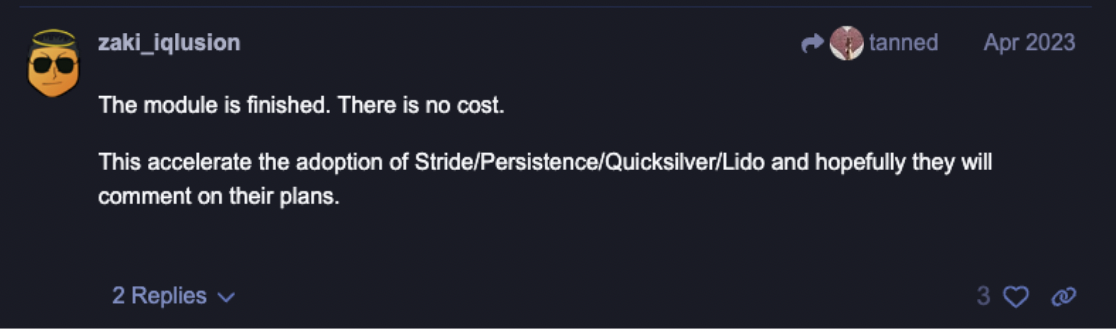 zaki_iqlusion
tanned
Apr 2023
The module is finished. There is no cost.
This accelerate the adoption of Stride/Persistence/Quicksilver/Lido and hopefully they will
comment on their plans.
2 Replies
3